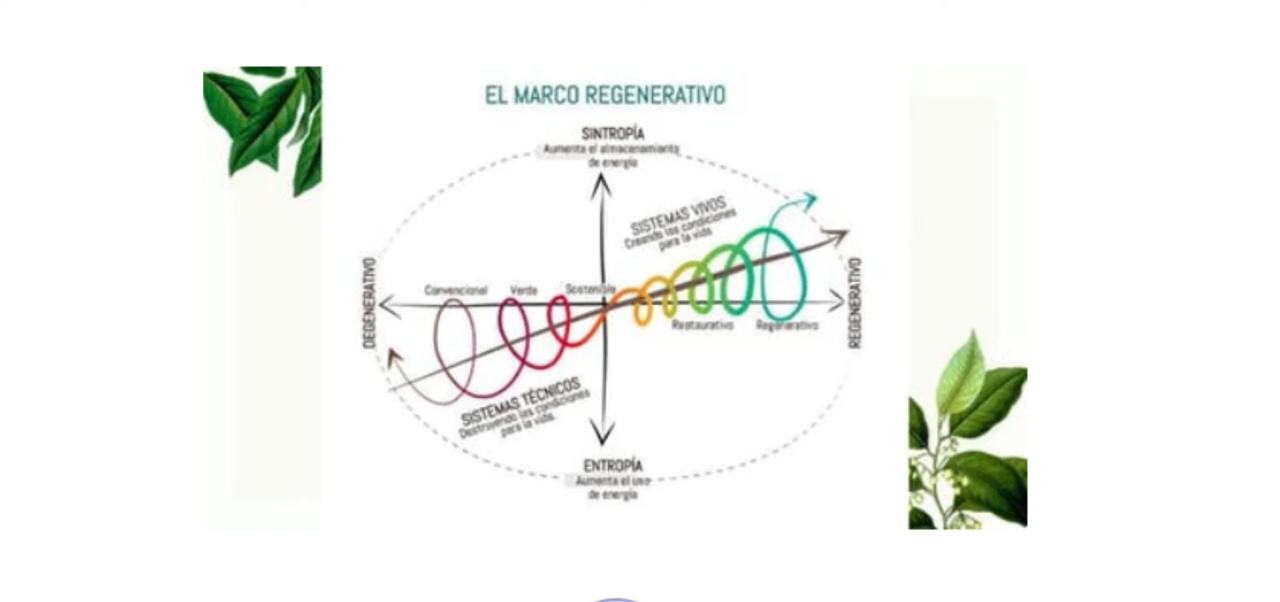 EL MARCO REGENERATIVO
SINTROPÍA
Aumenta el almacenamiento
de energía
SISTEMAS VIVOS
Creando las condiciones
para la vida
DEGENERATIVO
Convencional
Verde
Sostenible
REGENERATIVO
Restaurativo
Regenerativo
SISTEMAS TÉCNICOS
Destruyendo las condiciones
para la vida.
ENTROPÍA
Aumenta el uso
de energía